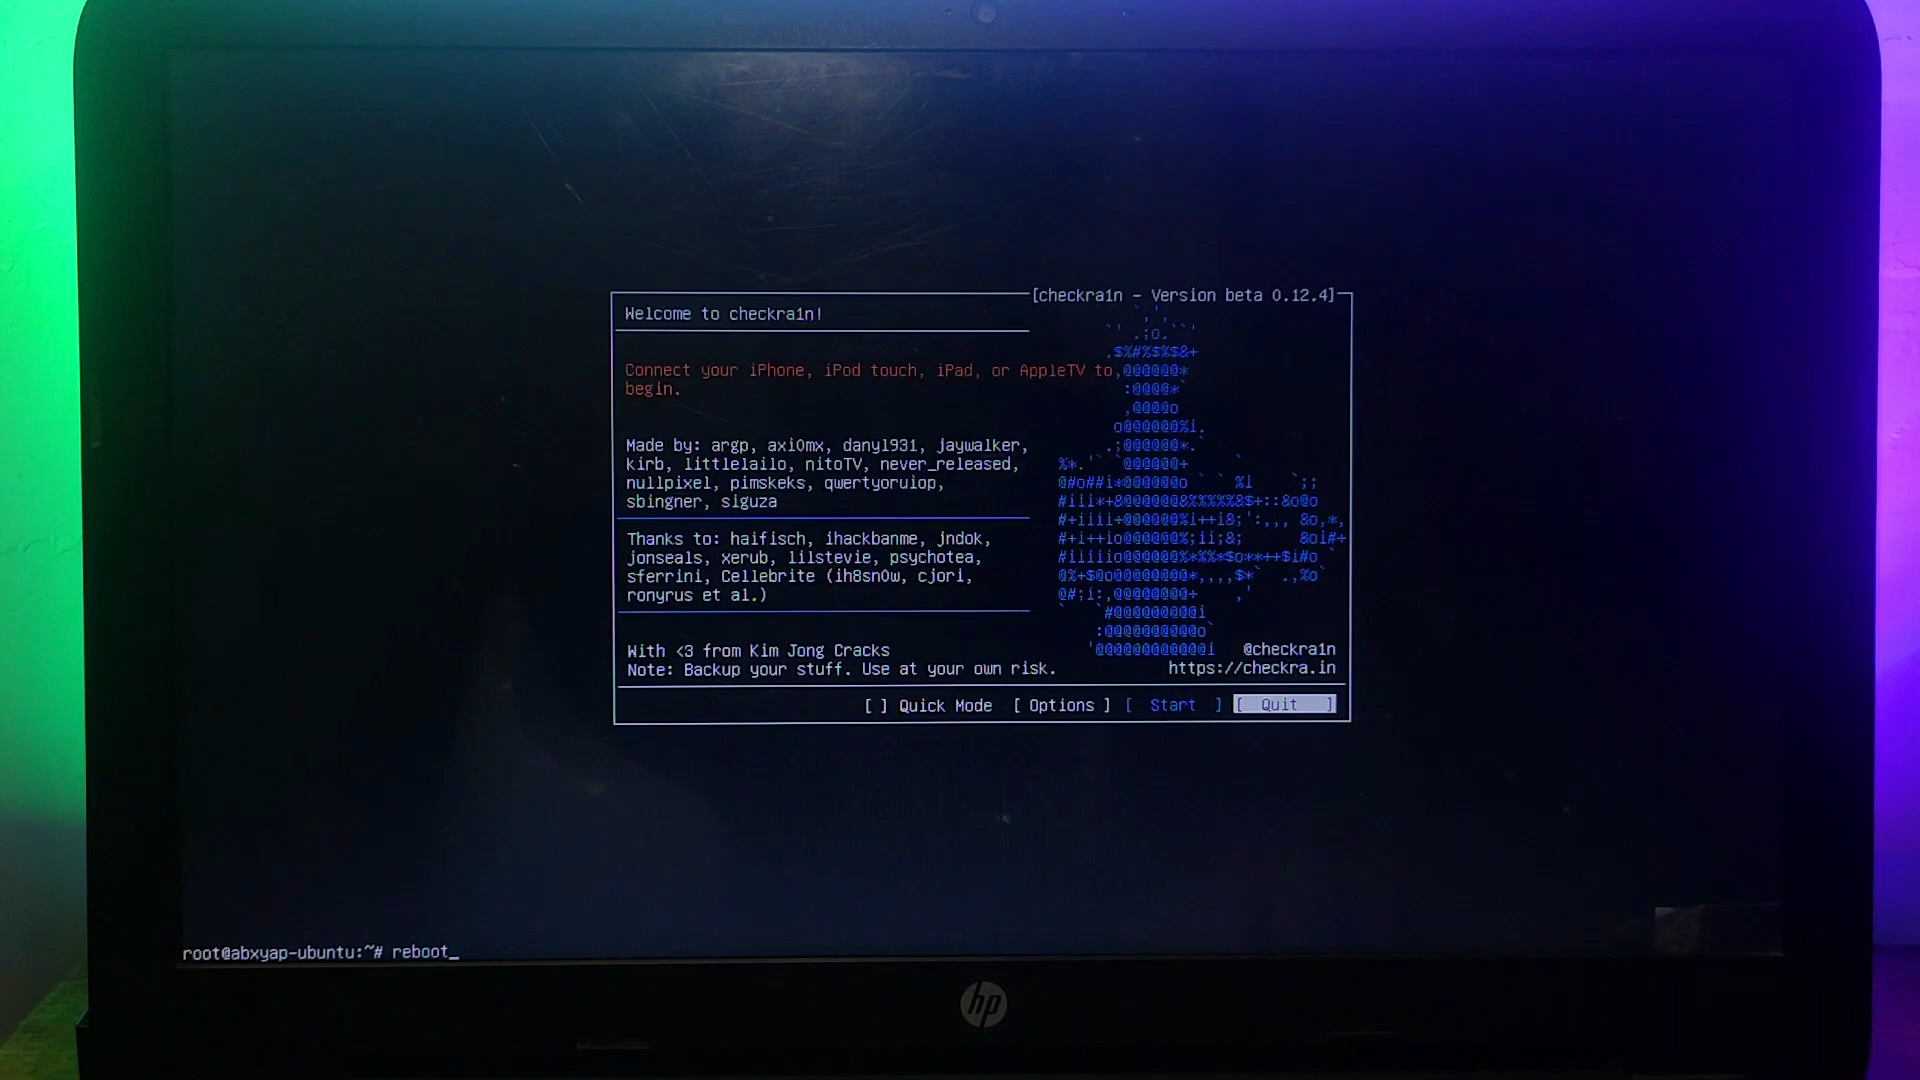 [checkra1n - Version beta 0.12.4]
Welcome to checkra1n!
Connect your iPhone, iPod touch, iPad, or AppleTV to
begin.
Made by: argp, axi0mx, danyl931, jaywalker,
kirb, littlelailo, nitoTV, never_released,
nullpixel, pimskeks, qwertyoruiop,
sbingner, siguza
Thanks to: haifisch, ihackbanme, jndok,
jonseals, xerub, lilstevie, psychotea,
sferrini, Cellebrite (ih8sn0w, cjori,
ronyrus et al.)
With <3 from Kim Jong Cracks
@checkra1n
Note: Backup your stuff. Use at your own risk.
https://checkra.in
[ ] Quick Mode [ Options ] [ Start ] [ Quit ]
root@abxyap-ubuntu:~# reboot_
hp